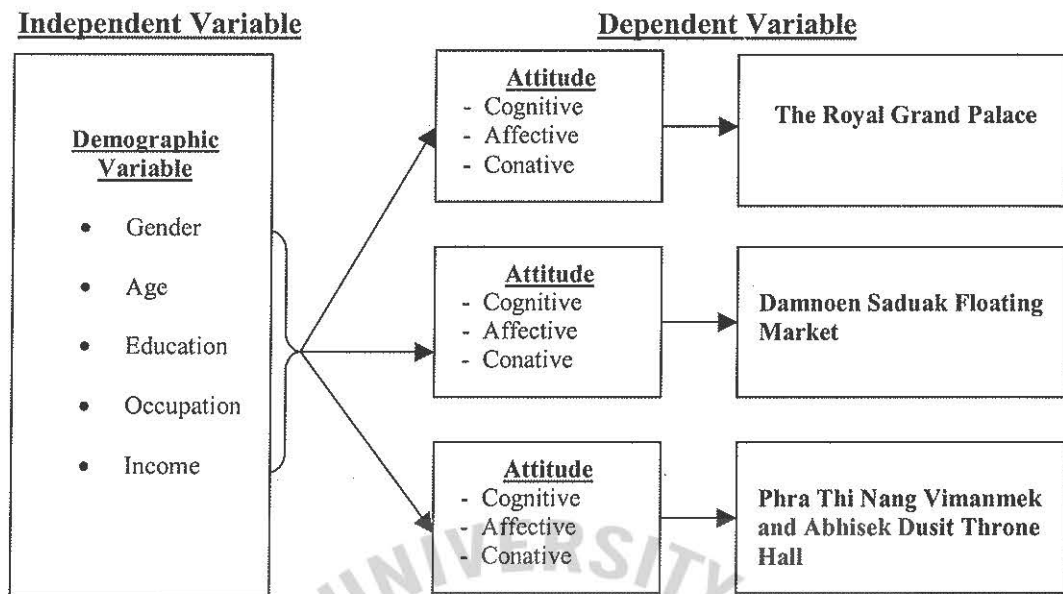 Independent Variable
Dependent Variable
Demographic
Variable
• Gender
• Age
• Education
• Occupation
• Income
Attitude
- Cognitive
- Affective
- Conative
The Royal Grand Palace
Attitude
- Cognitive
- Affective
- Conative
Damnoen Saduak Floating
Market
Attitude
- Cognitive
- Affective
- Conative
Phra Thi Nang Vimanmek
and Abhisek Dusit Throne
Hall
UNIVERSITY